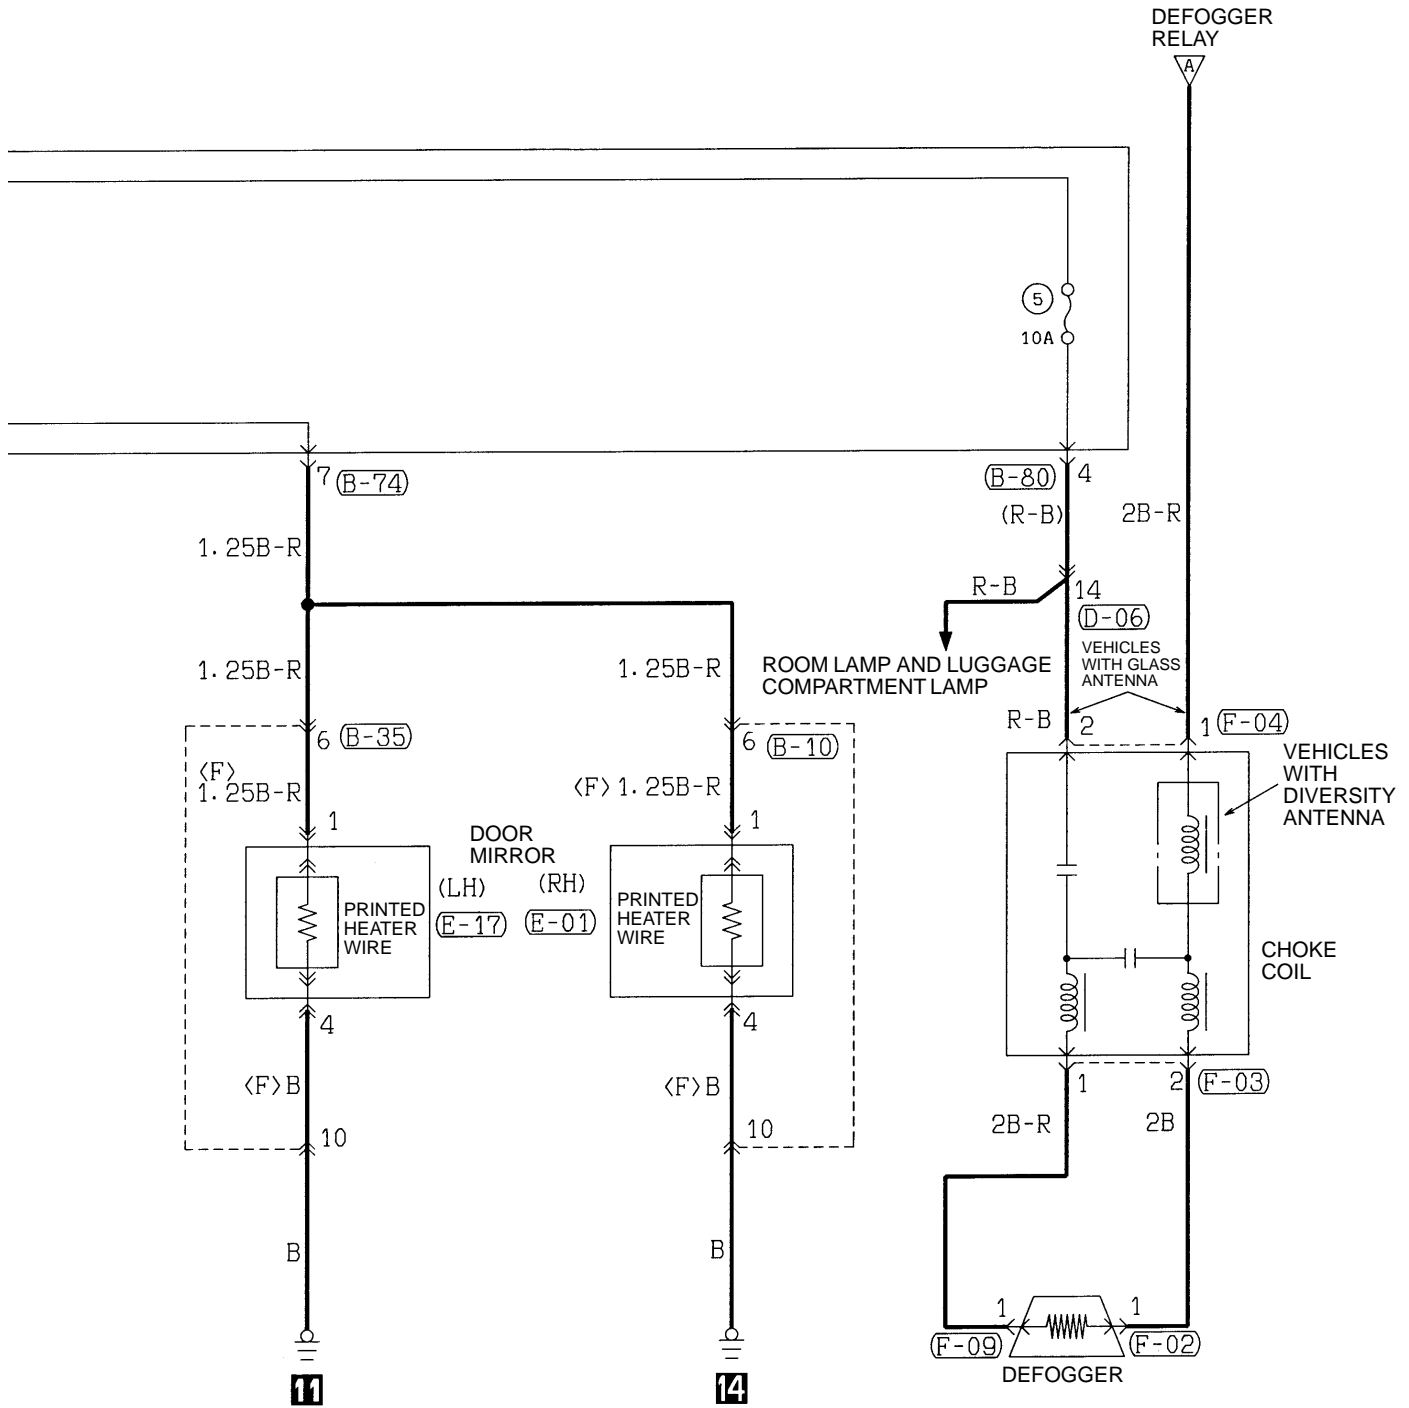 DEFOGGER
RELAY
A
5
10A
7 (B-74)
(B-80) 4
(R-B)
2B-R
1.25B-R
R-B
14
(D-06)
ROOM LAMP AND LUGGAGE
COMPARTMENT LAMP
VEHICLES
WITH GLASS
ANTENNA
1.25B-R
1.25B-R
R-B 2
1 (F-04)
6 (B-35)
6 (B-10)
VEHICLES
WITH
DIVERSITY
ANTENNA
<F>
1.25B-R
<F>1.25B-R
1
1
DOOR
MIRROR
(LH)
(RH)
(E-17)
(E-01)
PRINTED
HEATER
WIRE
PRINTED
HEATER
WIRE
CHOKE
COIL
4
4
<F>B
<F>B
1
2 (F-03)
2B-R
2B
10
10
B
B
1
1
(F-09)
(F-02)
DEFOGGER
11
14